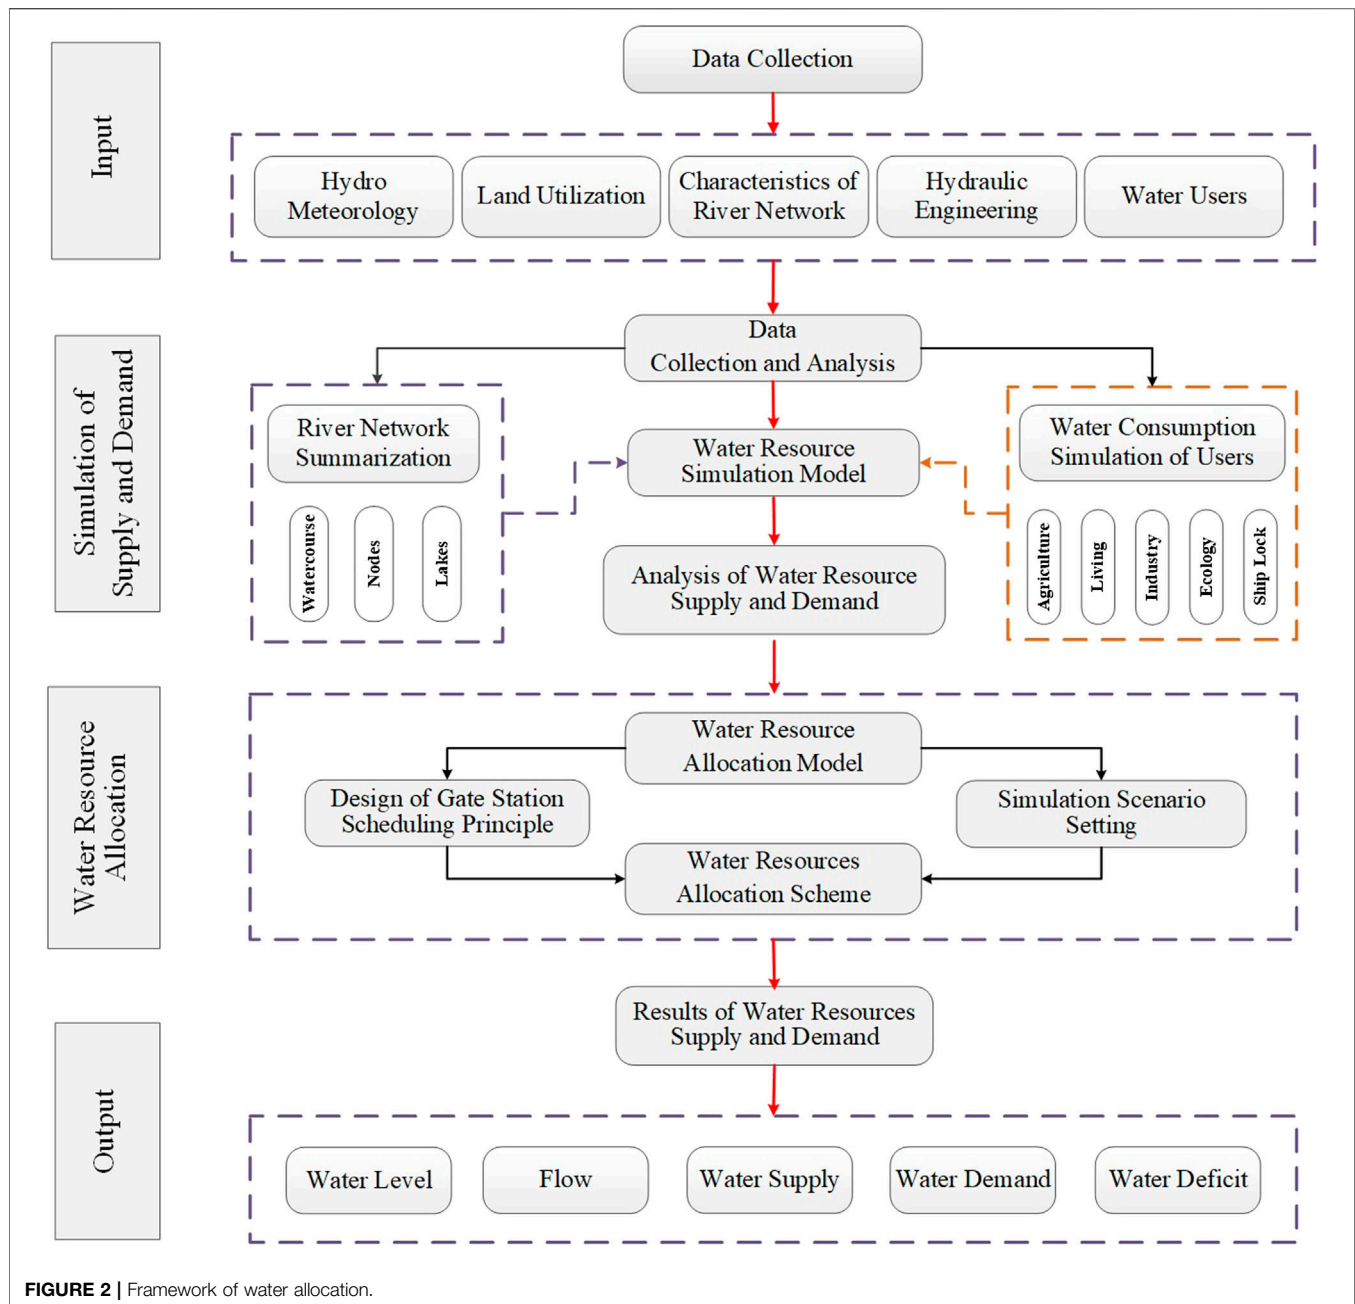 Input
Data Collection
Hydro
Meteorology
Land Utilization
Characteristics of
River Network
Hydraulic
Engineering
Water Users
Simulation of
Supply and Demand
Data
Collection and Analysis
River Network
Summarization
Watercourse
Nodes
Lakes
Water Resource
Simulation Model
Analysis of Water Resource
Supply and Demand
Water Consumption
Simulation of Users
Agriculture
Living
Industry
Ecology
Ship Lock
Water Resource
Allocation
Water Resource
Allocation Model
Design of Gate Station
Scheduling Principle
Simulation Scenario
Setting
Water Resources
Allocation Scheme
Results of Water Resources
Supply and Demand
Output
Water Level
Flow
Water Supply
Water Demand
Water Deficit
FIGURE 2 | Framework of water allocation.